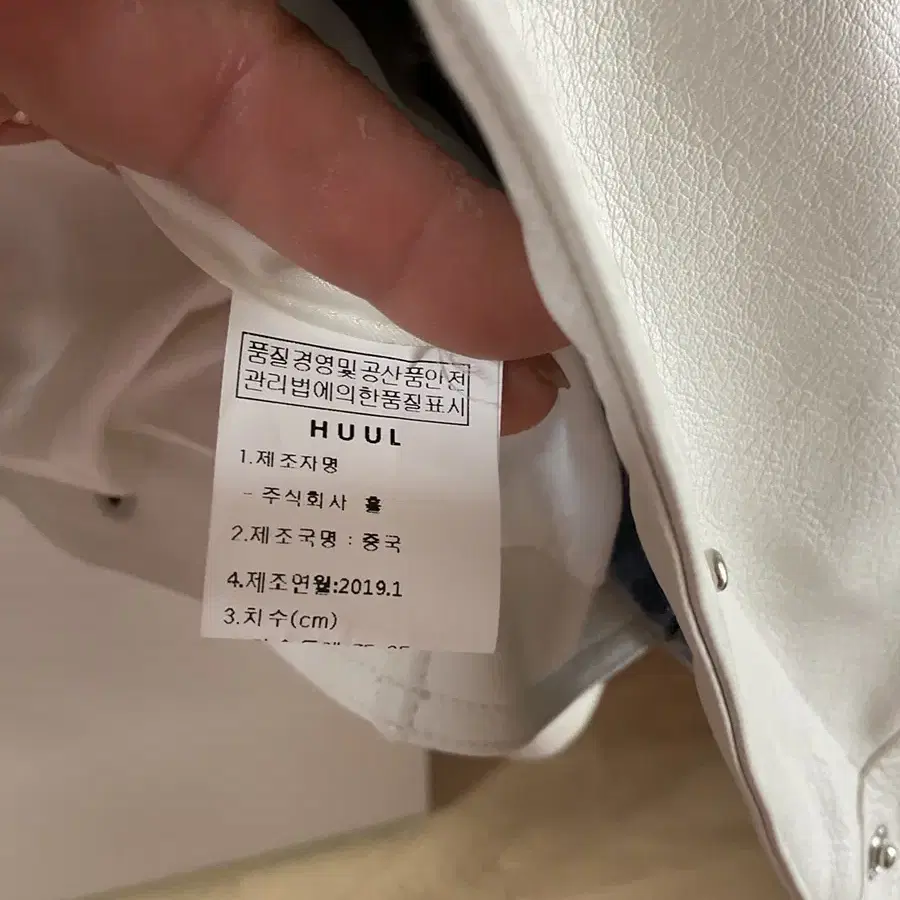 품질경영및공산품안전
관리법에의한품질표시
HUUL
1.제조자명
- 주식회사 훌
2.제조국명 : 중국
4.제조연월:2019.1
3.치수(cm)